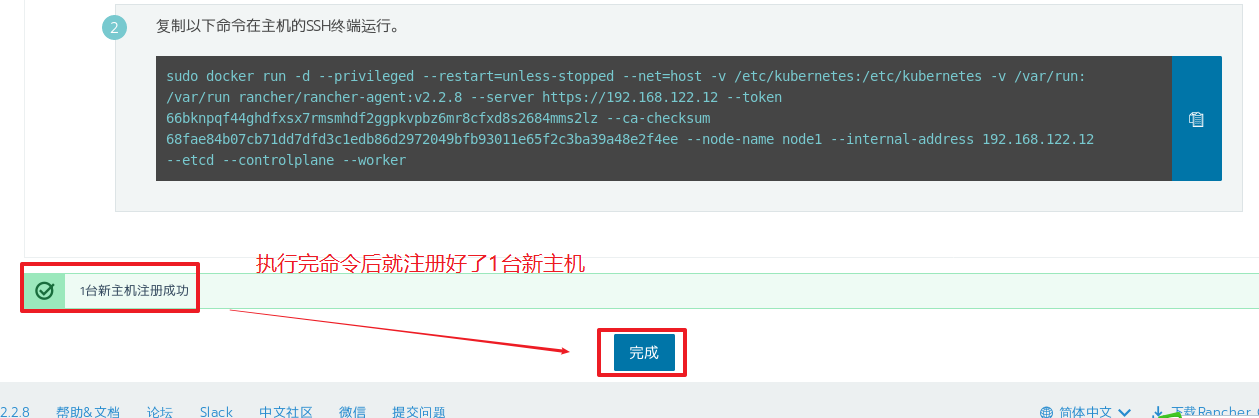 2
复制以下命令在主机的SSH终端运行。
sudo docker run -d --privileged --restart=unless-stopped --net=host -v /etc/kubernetes:/etc/kubernetes -v /var/run:
/var/run rancher/rancher-agent:v2.2.8 --server https://192.168.122.12 --token
66bknpqf44ghdfxsx7rmsmhdf2ggpkvpbz6mr8cfxd8s2684mms2lz --ca-checksum
68fae84b07cb71dd7dfd3c1edb86d2972049bfb93011e65f2c3ba39a48e2f4ee --node-name node1 --internal-address 192.168.122.12
--etcd --controlplane --worker
执行完命令后就注册好了1台新主机
1台新主机注册成功
完成
2.2.8 帮助&文档 论坛 Slack 中文社区 微信 提交问题 简体中文 下载Rancher